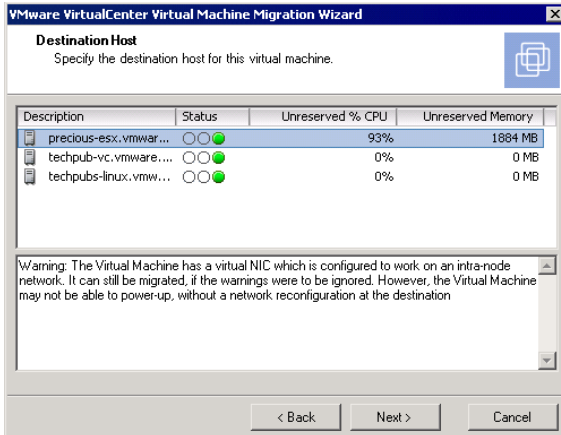 VMware VirtualCenter Virtual Machine Migration Wizard
Destination Host
Specify the destination host for this virtual machine.
Description Status Unreserved % CPU Unreserved Memory
precious-esx.vmwar... 93% 1884 MB
techpub-vc.vmware.... 0% 0 MB
techpubs-linux.vmw... 0% 0 MB
Warning: The Virtual Machine has a virtual NIC which is configured to work on an intra-node
network. It can still be migrated, if the warnings were to be ignored. However, the Virtual Machine
may not be able to power-up, without a network reconfiguration at the destination
< Back Next > Cancel